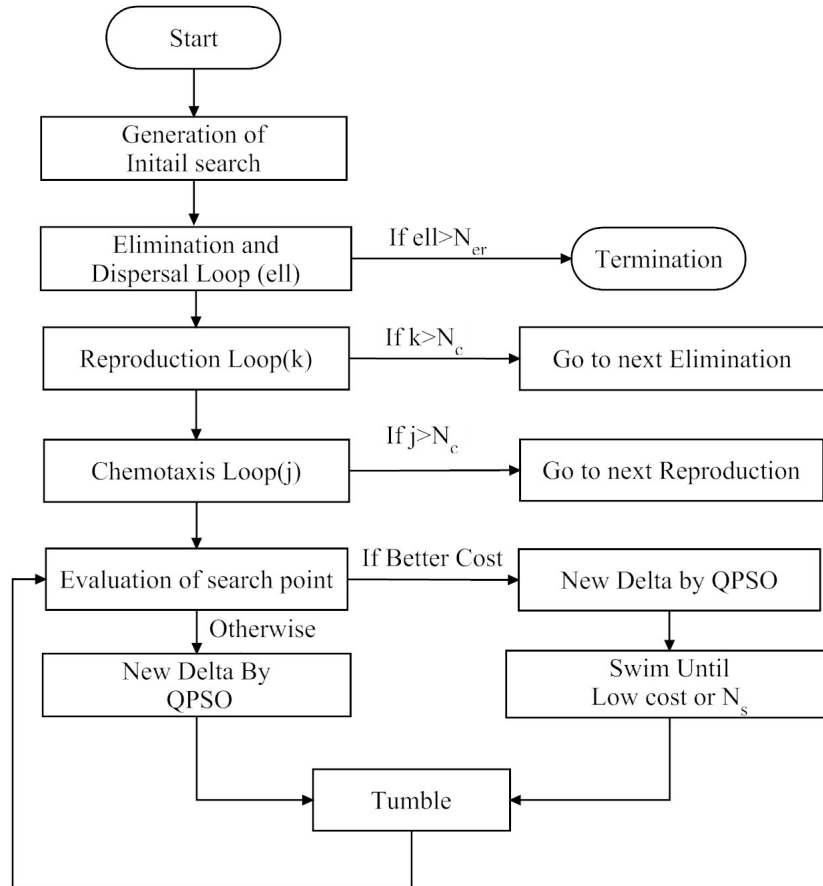 Start
Generation of
Initail search
Elimination and
Dispersal Loop (ell)
If ell>N_er
Termination
Reproduction Loop(k)
If k>N_c
Go to next Elimination
Chemotaxis Loop(j)
If j>N_c
Go to next Reproduction
Evaluation of search point
If Better Cost
New Delta by QPSO
Otherwise
New Delta By
QPSO
Swim Until
Low cost or N_s
Tumble